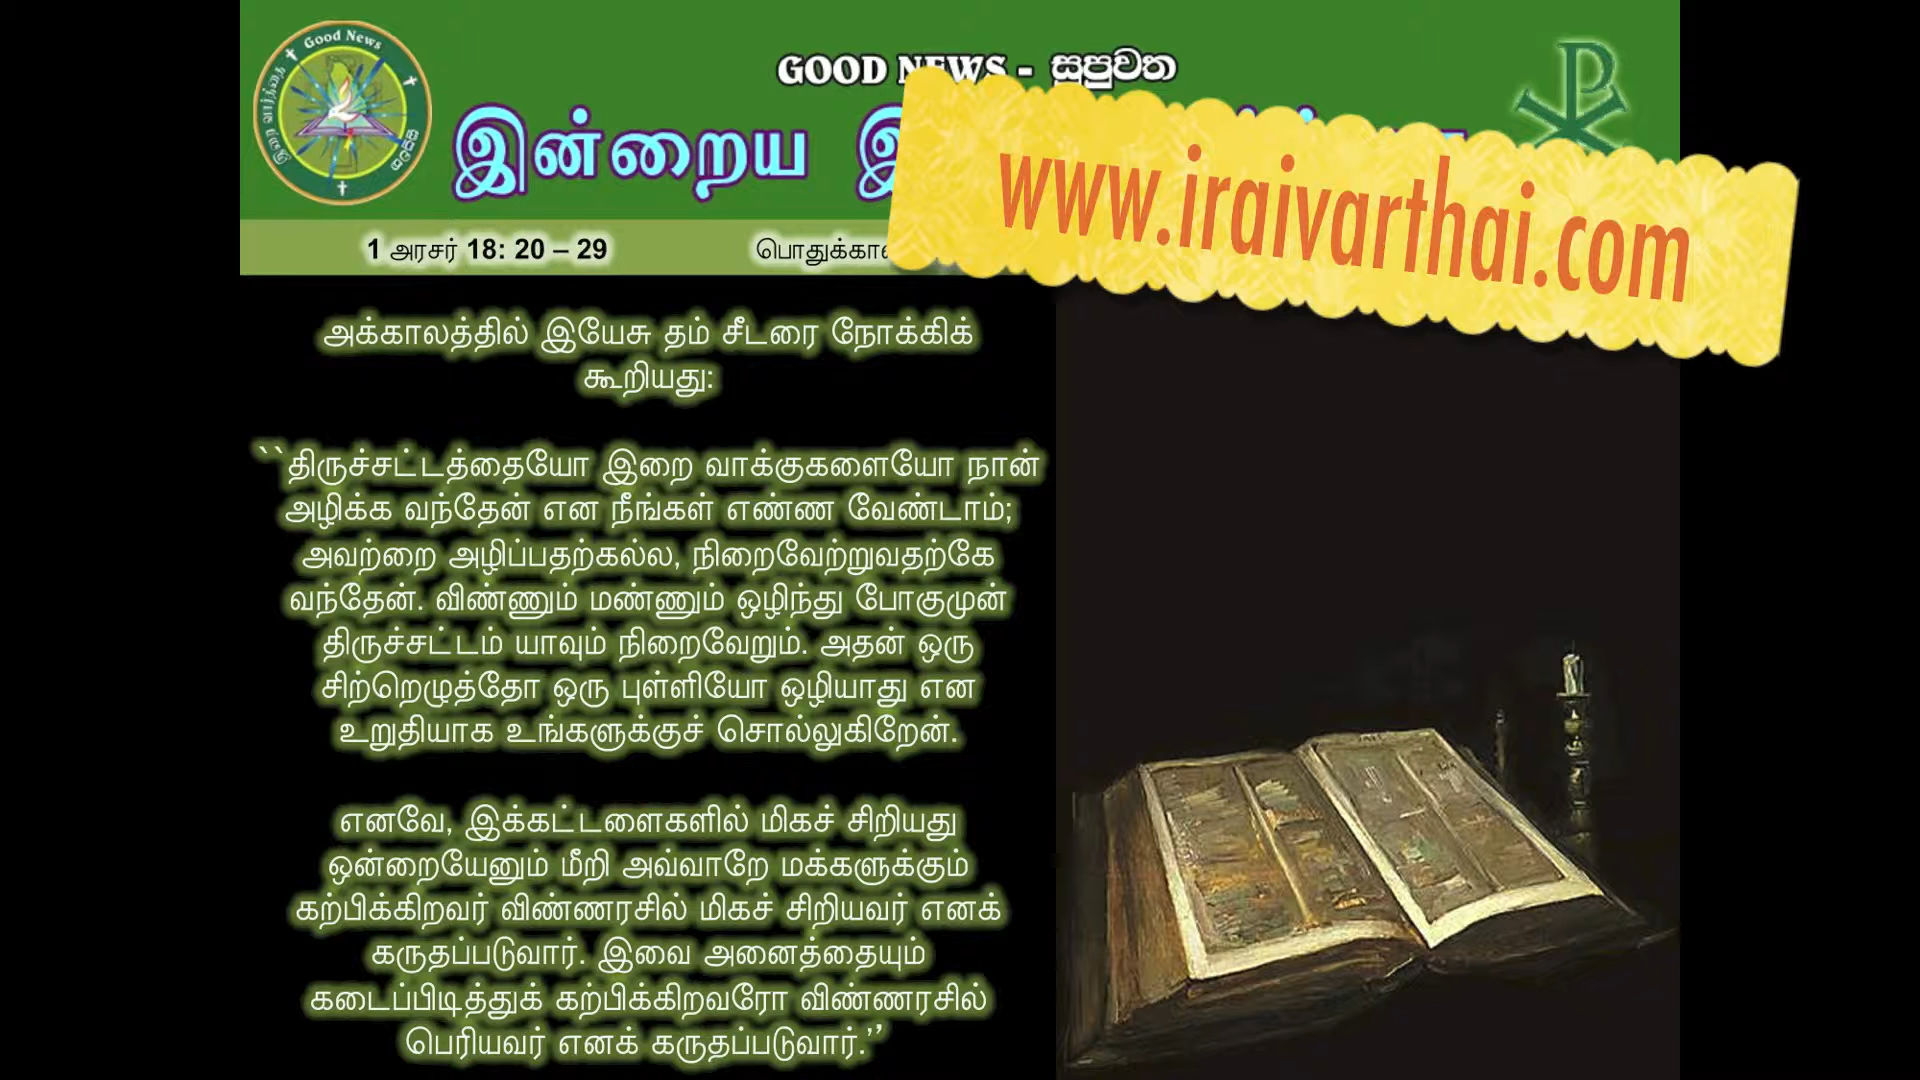 Good News
GOOD NEWS - සුපුවත
இன்றைய
www.iraivarthai.com
1 அரசர் 18: 20 – 29
அக்காலத்தில் இயேசு தம் சீடரை நோக்கிக்
கூறியது:
``திருச்சட்டத்தையோ இறை வாக்குகளையோ நான்
அழிக்க வந்தேன் என நீங்கள் எண்ண வேண்டாம்;
அவற்றை அழிப்பதற்கல்ல, நிறைவேற்றுவதற்கே
வந்தேன். விண்ணும் மண்ணும் ஒழிந்து போகுமுன்
திருச்சட்டம் யாவும் நிறைவேறும். அதன் ஒரு
சிற்றெழுத்தோ ஒரு புள்ளியோ ஒழியாது என
உறுதியாக உங்களுக்குச் சொல்லுகிறேன்.
எனவே, இக்கட்டளைகளில் மிகச் சிறியது
ஒன்றையேனும் மீறி அவ்வாறே மக்களுக்கும்
கற்பிக்கிறவர் விண்ணரசில் மிகச் சிறியவர் எனக்
கருதப்படுவார். இவை அனைத்தையும்
கடைப்பிடித்துக் கற்பிக்கிறவரோ விண்ணரசில்
பெரியவர் எனக் கருதப்படுவார்.’’